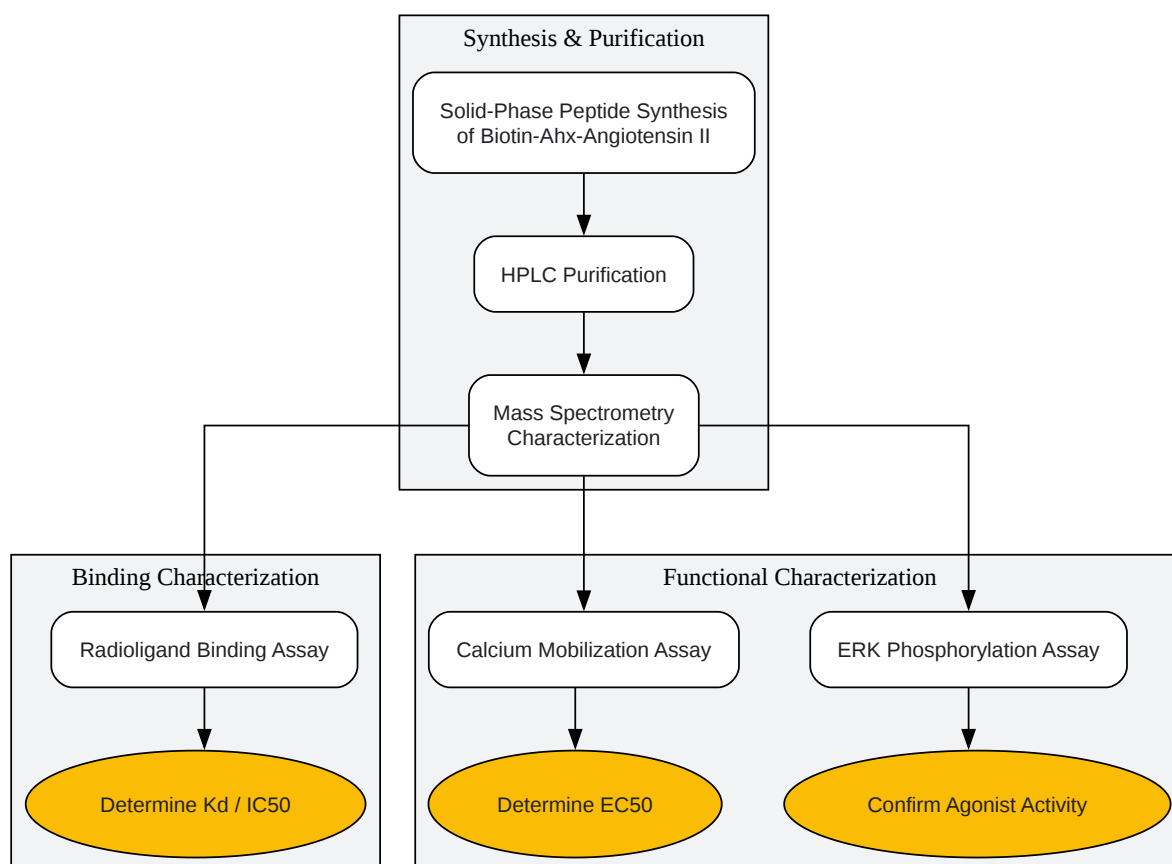 Synthesis & Purification
Solid-Phase Peptide Synthesis
of Biotin-Ahx-Angiotensin II
HPLC Purification
Mass Spectrometry
Characterization
Binding Characterization
Functional Characterization
Radioligand Binding Assay
Calcium Mobilization Assay
ERK Phosphorylation Assay
Determine Kd / IC50
Determine EC50
Confirm Agonist Activity